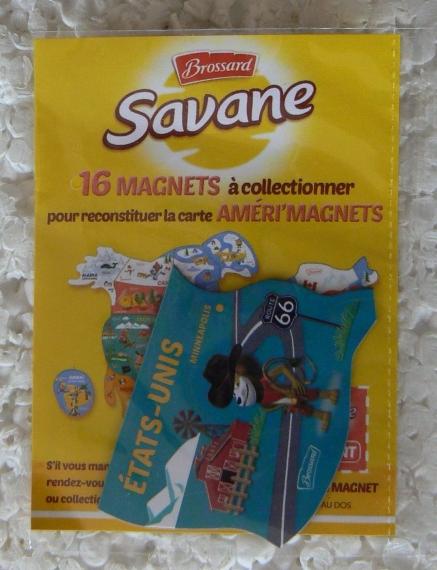 Brossard
Savane
16 MAGNETS à collectionner
pour reconstituer la carte AMÉRI'MAGNETS
ÉTATS-UNIS
MINNEAPOLIS
ROUTE
66
Brossard
S'il vous man
rendez-vou
ou collectio
MAGNET
AU DOS